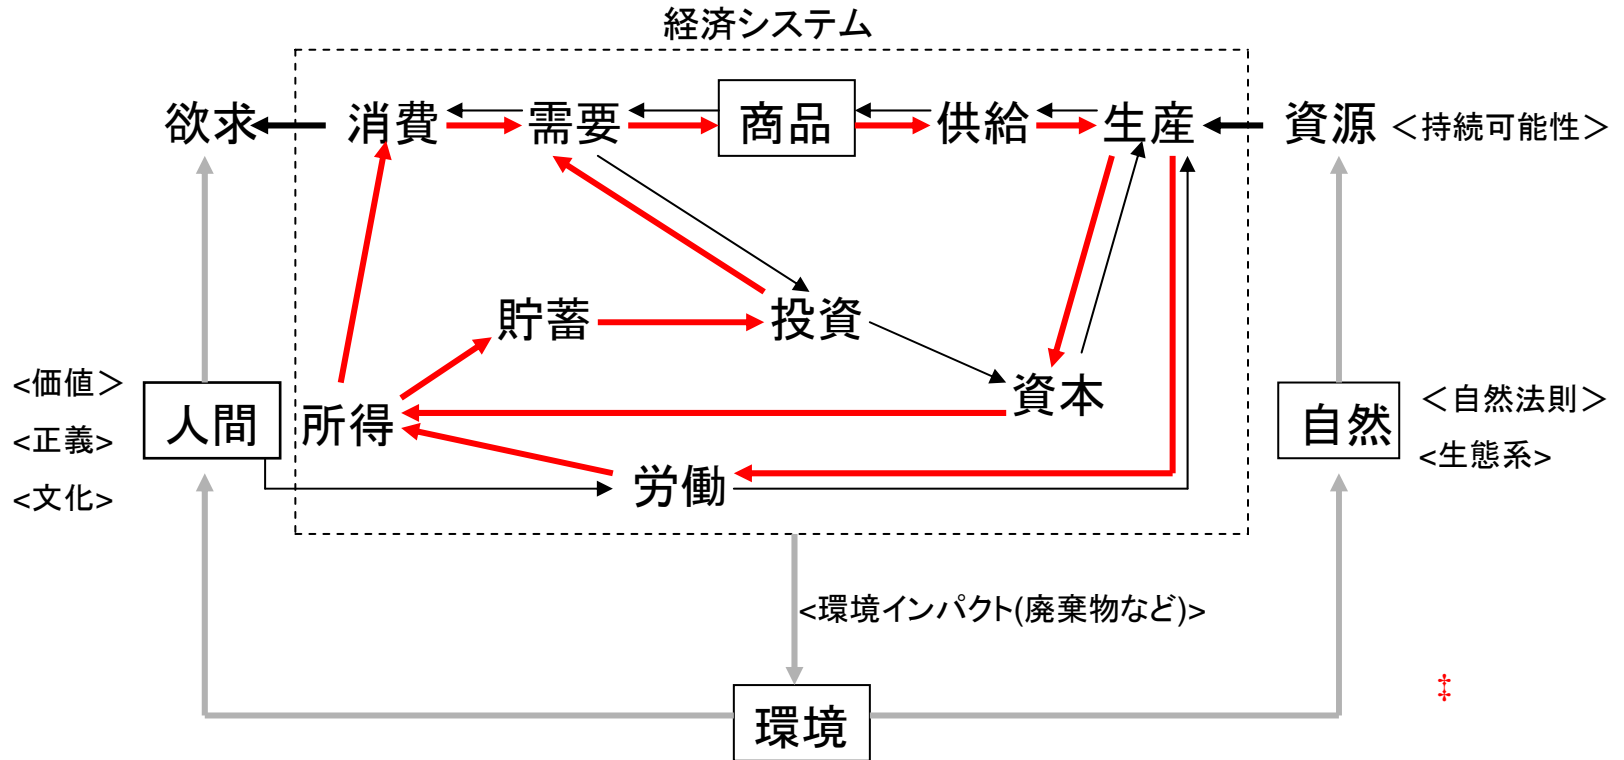 経済システム
欲求
消費
需要
商品
供給
生産
資源
＜持続可能性＞
貯蓄
投資
資本
<価値＞
<正義>
<文化>
人間
所得
労働
自然
＜自然法則＞
<生態系>
<環境インパクト(廃棄物など)>
環境
‡